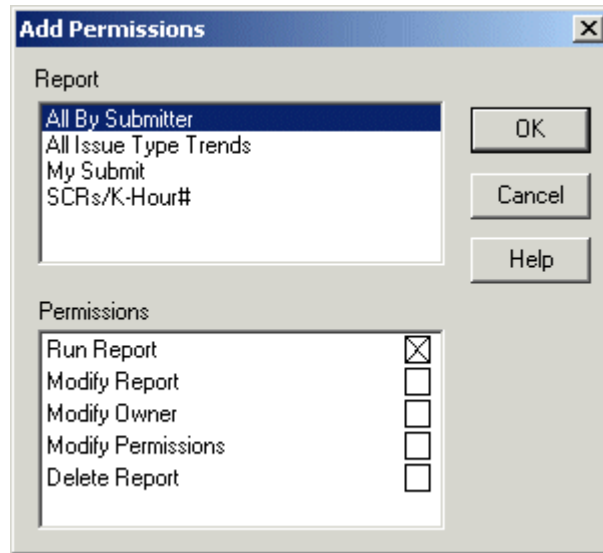 Add Permissions
Report
All By Submitter
All Issue Type Trends
My Submit
SCRs/K-Hour#
OK
Cancel
Help
Permissions
Run Report
Modify Report
Modify Owner
Modify Permissions
Delete Report